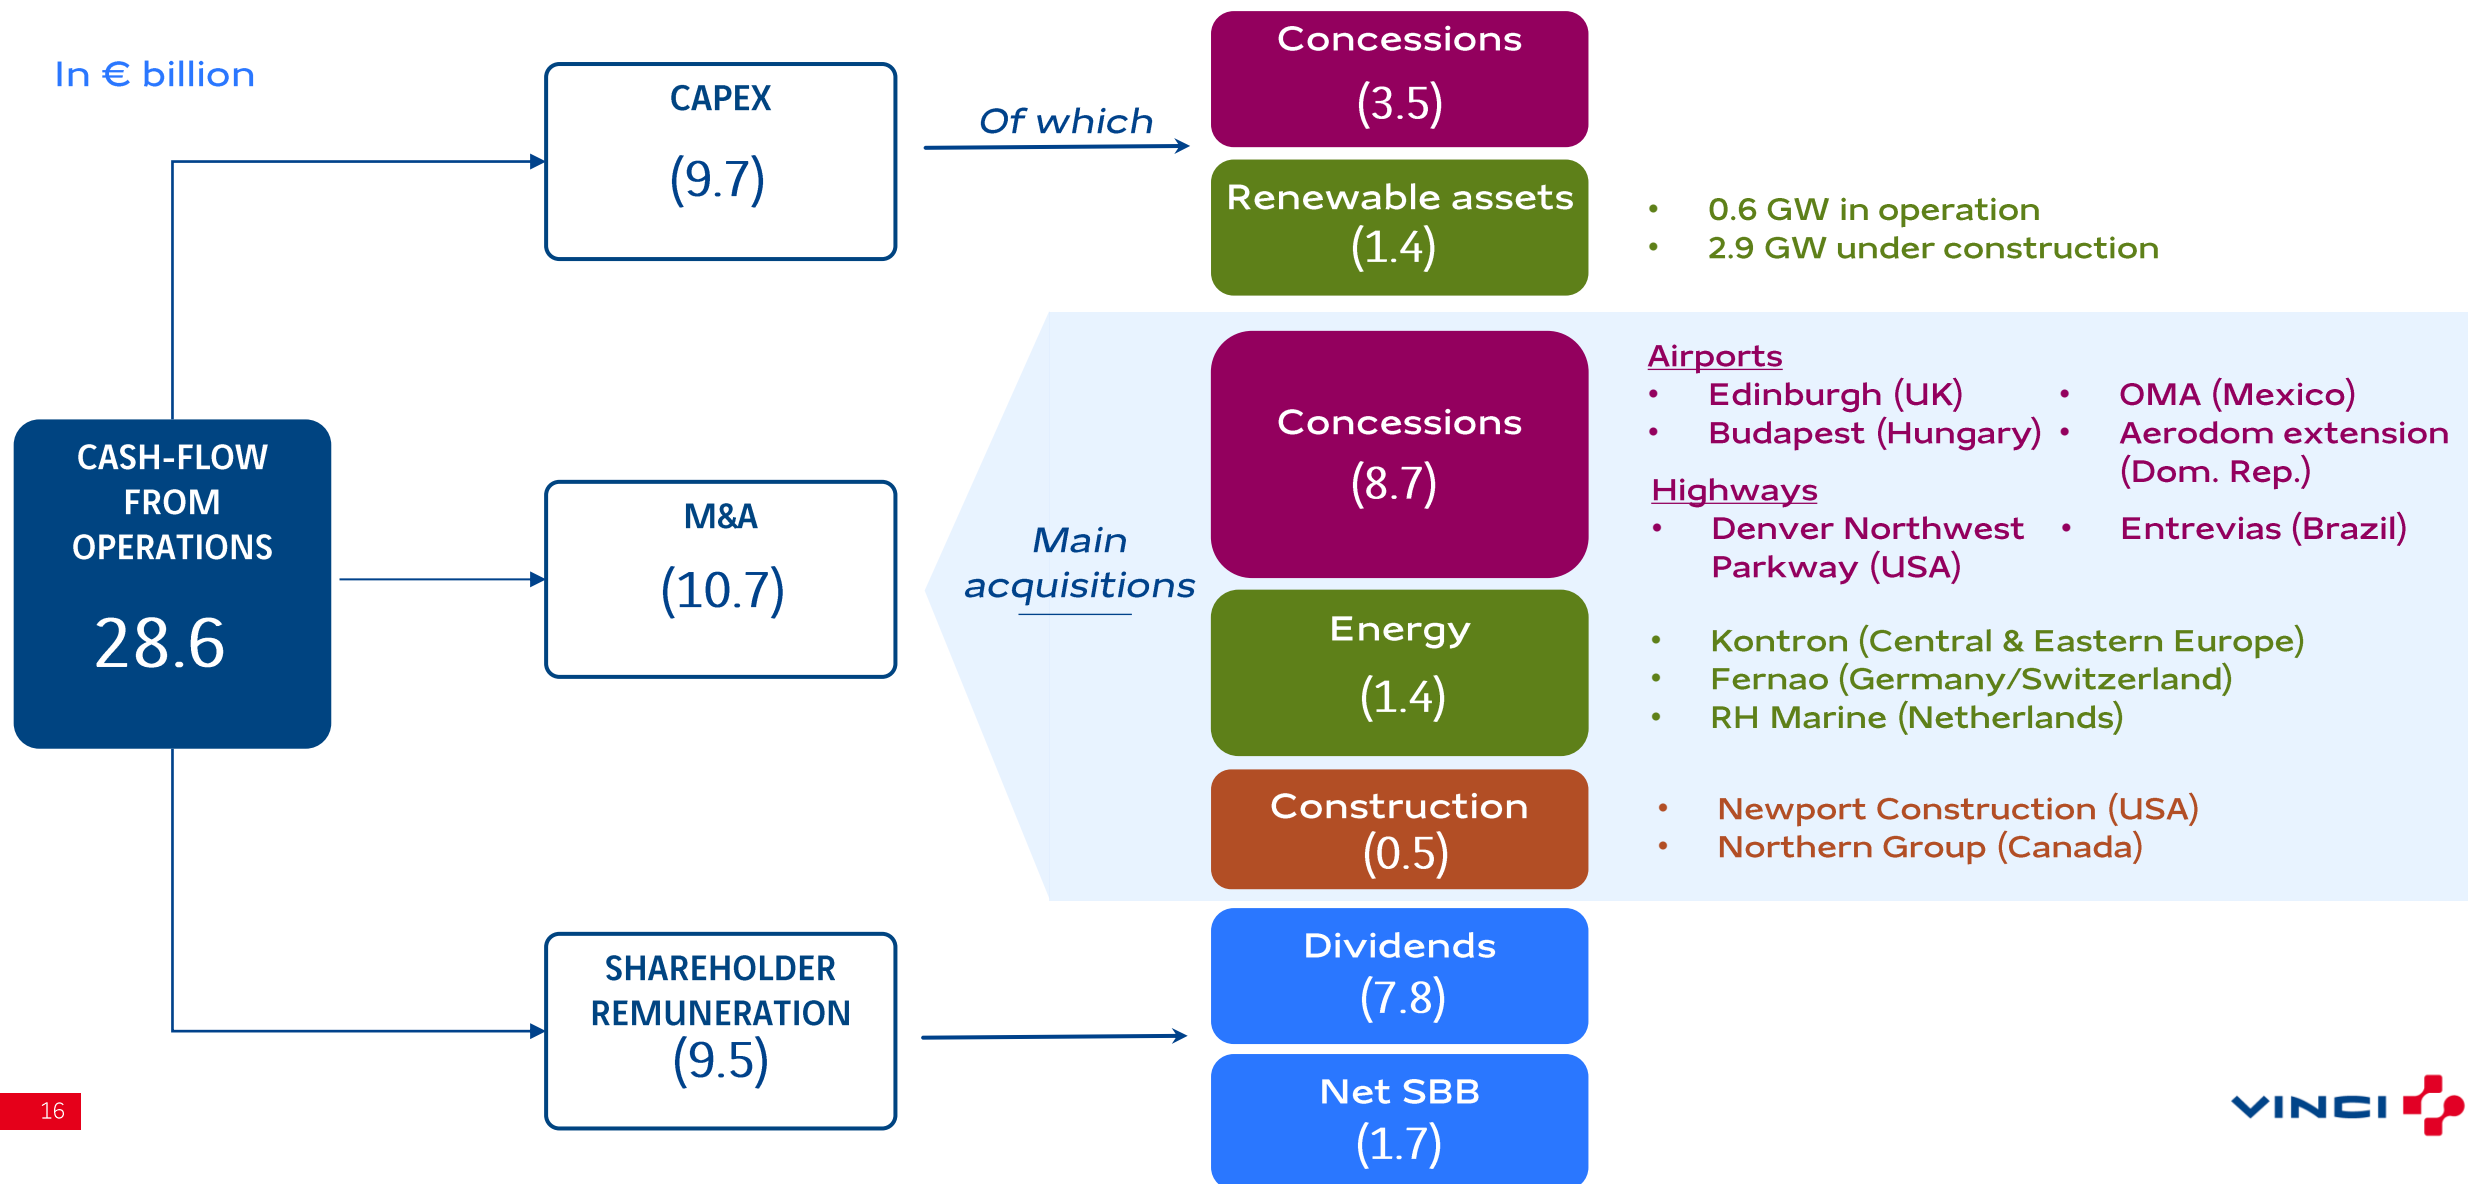 In € billion
CAPEX
(9.7)
Of which
Concessions
(3.5)
Renewable assets
(1.4)
• 0.6 GW in operation
• 2.9 GW under construction
CASH-FLOW
FROM
OPERATIONS
28.6
M&A
(10.7)
Main
acquisitions
Concessions
(8.7)
Airports
• Edinburgh (UK)
• Budapest (Hungary)
• OMA (Mexico)
• Aerodom extension
(Dom. Rep.)
Highways
• Denver Northwest
Parkway (USA)
• Entrevias (Brazil)
Energy
(1.4)
• Kontron (Central & Eastern Europe)
• Fernao (Germany/Switzerland)
• RH Marine (Netherlands)
Construction
(0.5)
• Newport Construction (USA)
• Northern Group (Canada)
SHAREHOLDER
REMUNERATION
(9.5)
Dividends
(7.8)
Net SBB
(1.7)
16
VINCI